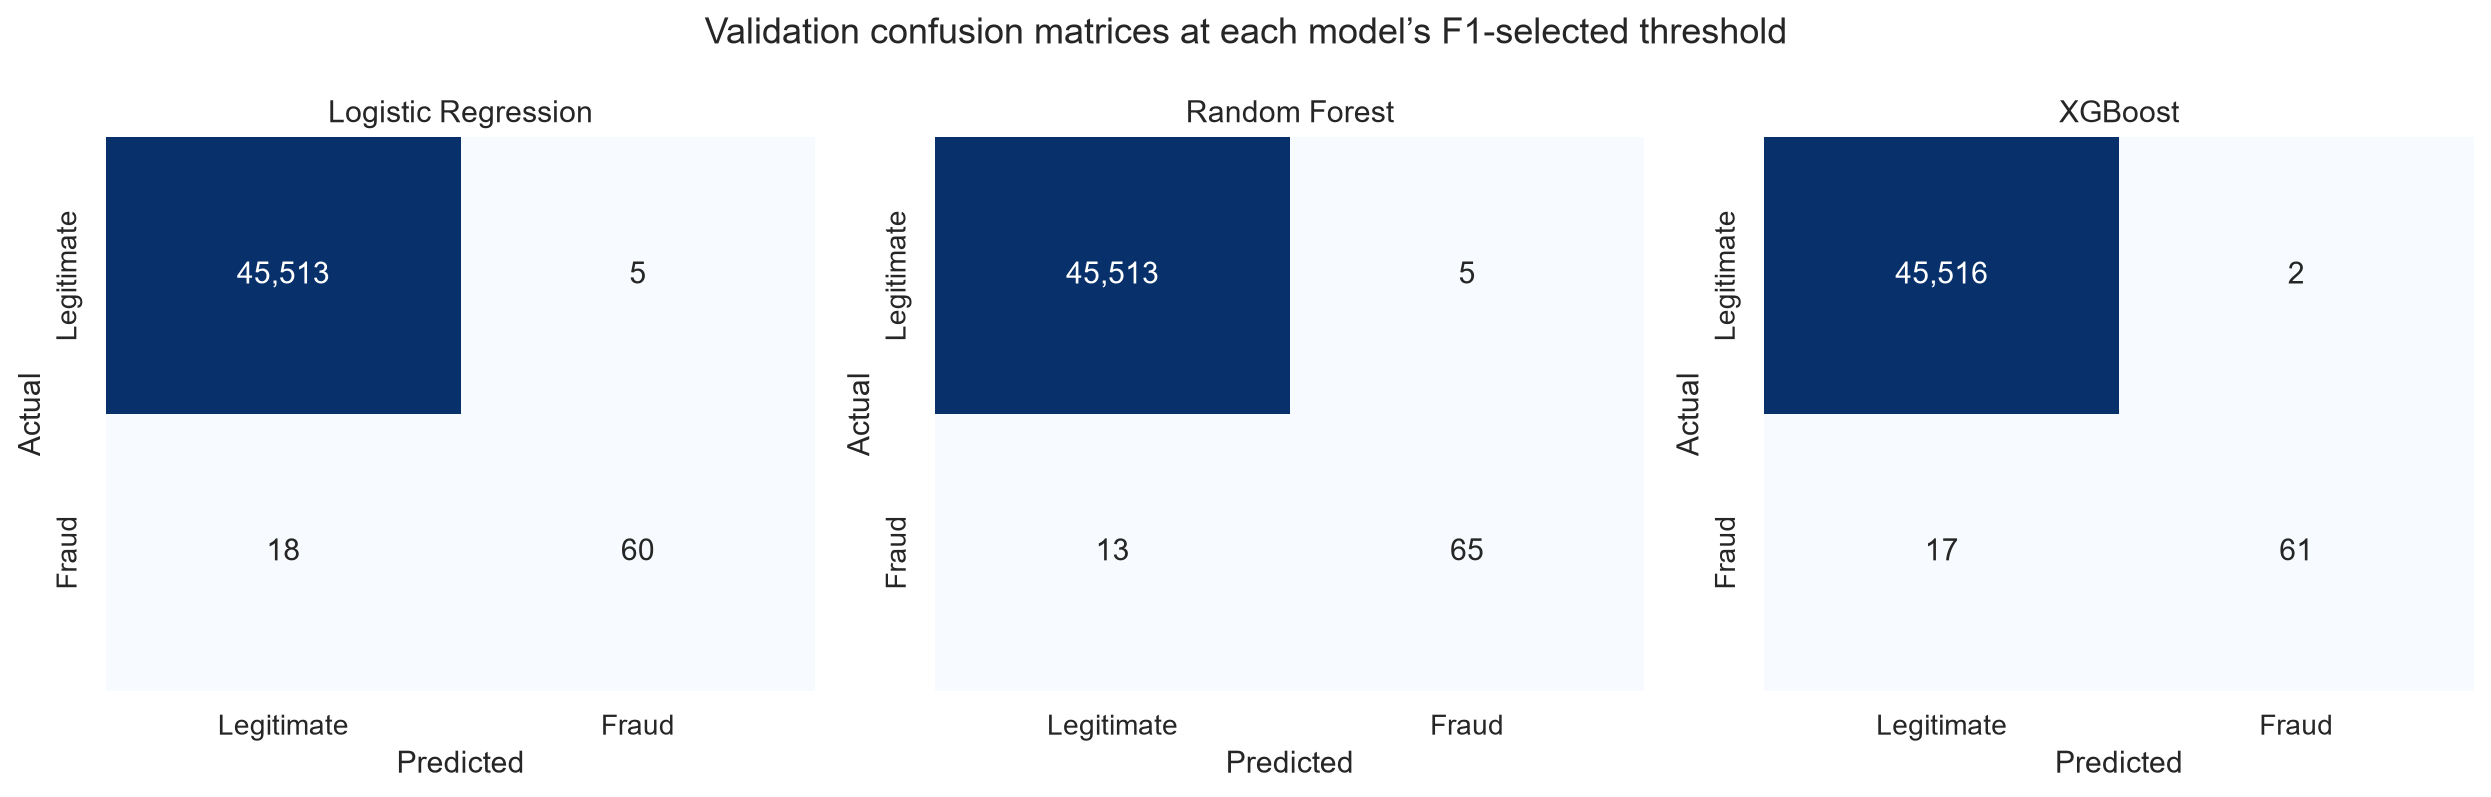 Validation confusion matrices at each model’s F1-selected threshold
Logistic Regression
Actual
Legitimate
Fraud
45,513
5
18
60
Legitimate
Fraud
Predicted
Random Forest
Actual
Legitimate
Fraud
45,513
5
13
65
Legitimate
Fraud
Predicted
XGBoost
Actual
Legitimate
Fraud
45,516
2
17
61
Legitimate
Fraud
Predicted